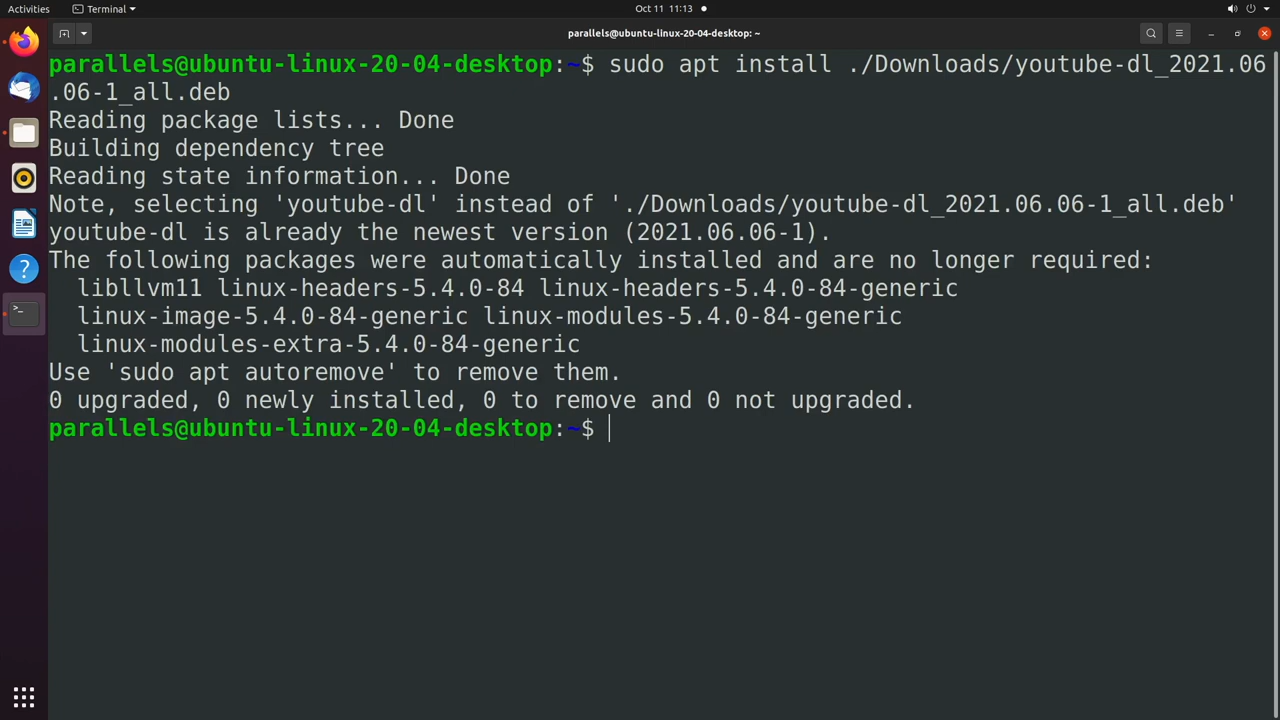 Activities Terminal Oct 11 11:13
parallels@ubuntu-linux-20-04-desktop: ~
parallels@ubuntu-linux-20-04-desktop:~$ sudo apt install ./Downloads/youtube-dl_2021.06
.06-1_all.deb
Reading package lists... Done
Building dependency tree
Reading state information... Done
Note, selecting 'youtube-dl' instead of './Downloads/youtube-dl_2021.06.06-1_all.deb'
youtube-dl is already the newest version (2021.06.06-1).
The following packages were automatically installed and are no longer required:
  libllvm11 linux-headers-5.4.0-84 linux-headers-5.4.0-84-generic
  linux-image-5.4.0-84-generic linux-modules-5.4.0-84-generic
  linux-modules-extra-5.4.0-84-generic
Use 'sudo apt autoremove' to remove them.
0 upgraded, 0 newly installed, 0 to remove and 0 not upgraded.
parallels@ubuntu-linux-20-04-desktop:~$